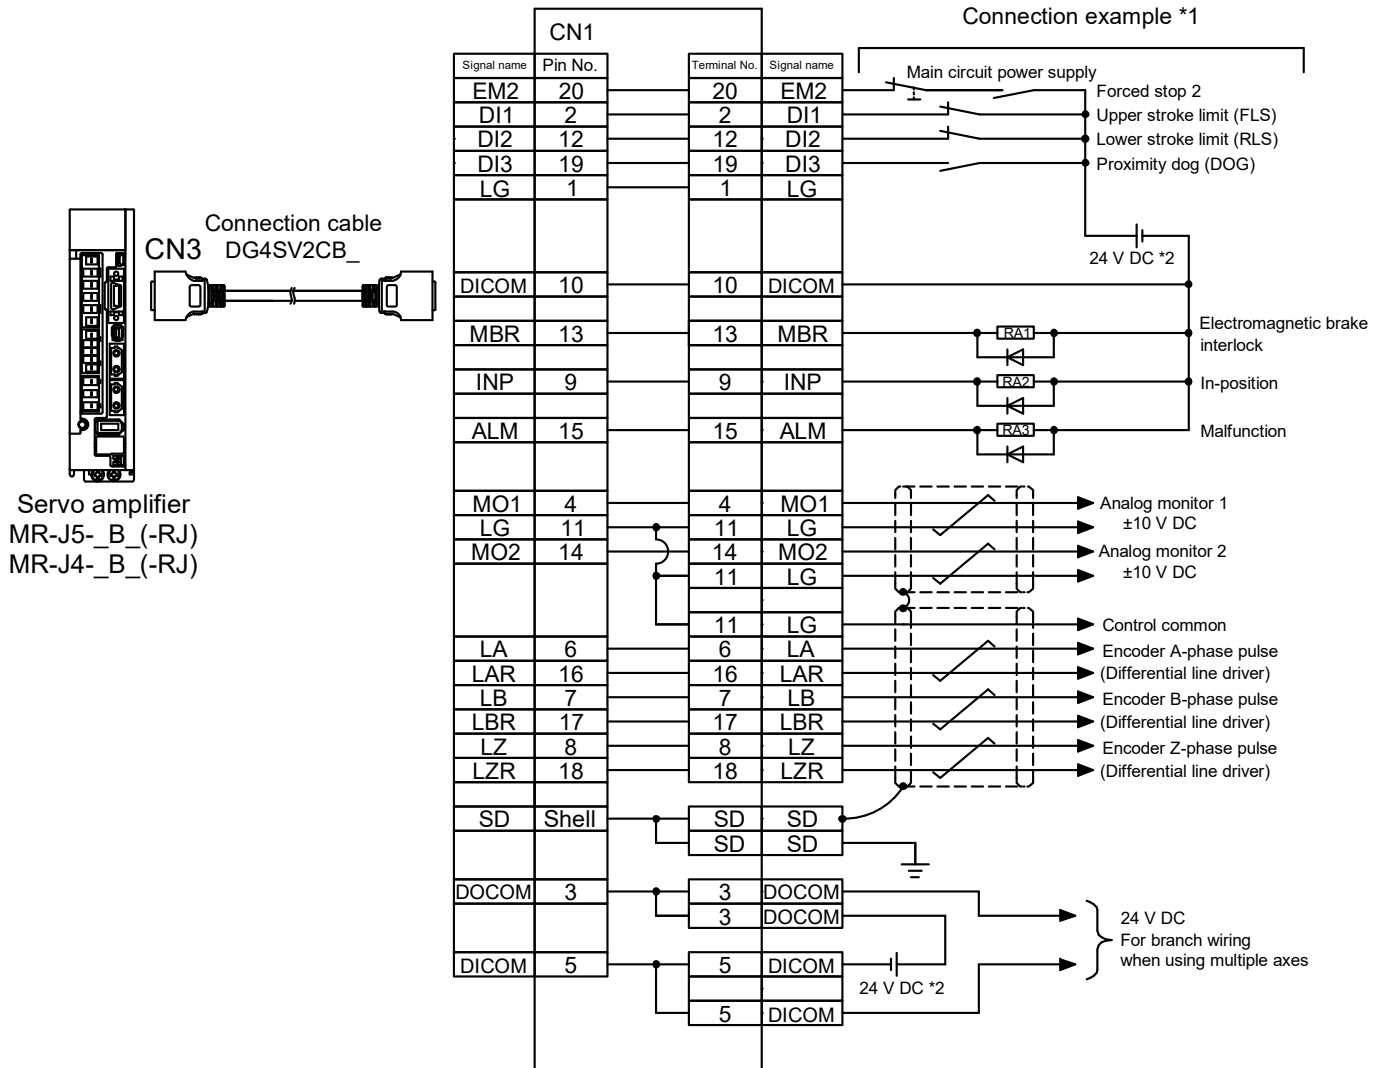 Connection example *1
CN1
Signal name Pin No. Terminal No. Signal name
Main circuit power supply
EM2 20 20 EM2 Forced stop 2
DI1 2 2 DI1 Upper stroke limit (FLS)
DI2 12 12 DI2 Lower stroke limit (RLS)
DI3 19 19 DI3 Proximity dog (DOG)
LG 1 1 LG
Connection cable
CN3 DG4SV2CB_
24 V DC *2
DICOM 10 10 DICOM
MBR 13 13 MBR RA1 Electromagnetic brake
interlock
INP 9 9 INP RA2 In-position
ALM 15 15 ALM RA3 Malfunction
Servo amplifier
MR-J5-_B_(-RJ)
MR-J4-_B_(-RJ)
MO1 4 4 MO1 Analog monitor 1
LG 11 11 LG ±10 V DC
MO2 14 14 MO2 Analog monitor 2
11 LG ±10 V DC
11 LG Control common
LA 6 6 LA Encoder A-phase pulse
LAR 16 16 LAR (Differential line driver)
LB 7 7 LB Encoder B-phase pulse
LBR 17 17 LBR (Differential line driver)
LZ 8 8 LZ Encoder Z-phase pulse
LZR 18 18 LZR (Differential line driver)
SD Shell SD SD
SD SD
DOCOM 3 3 DOCOM
3 DOCOM
24 V DC
For branch wiring
when using multiple axes
DICOM 5 5 DICOM
24 V DC *2
5 DICOM